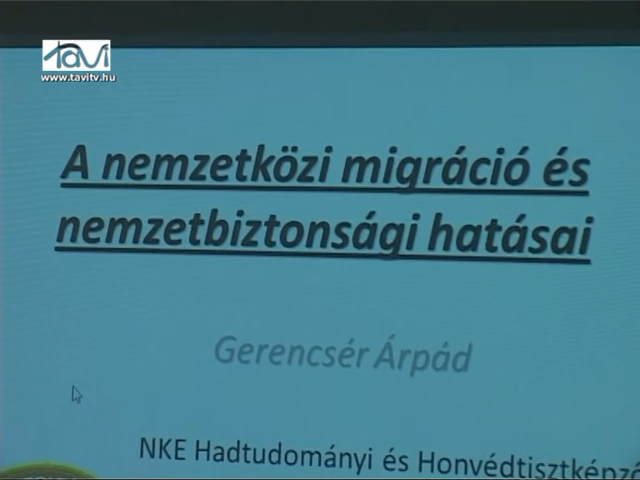 TaVi
www.tavitv.hu
A nemzetközi migráció és
nemzetbiztonsági hatásai
Gerencsér Árpád
NKE Hadtudományi és Honvédtisztképző